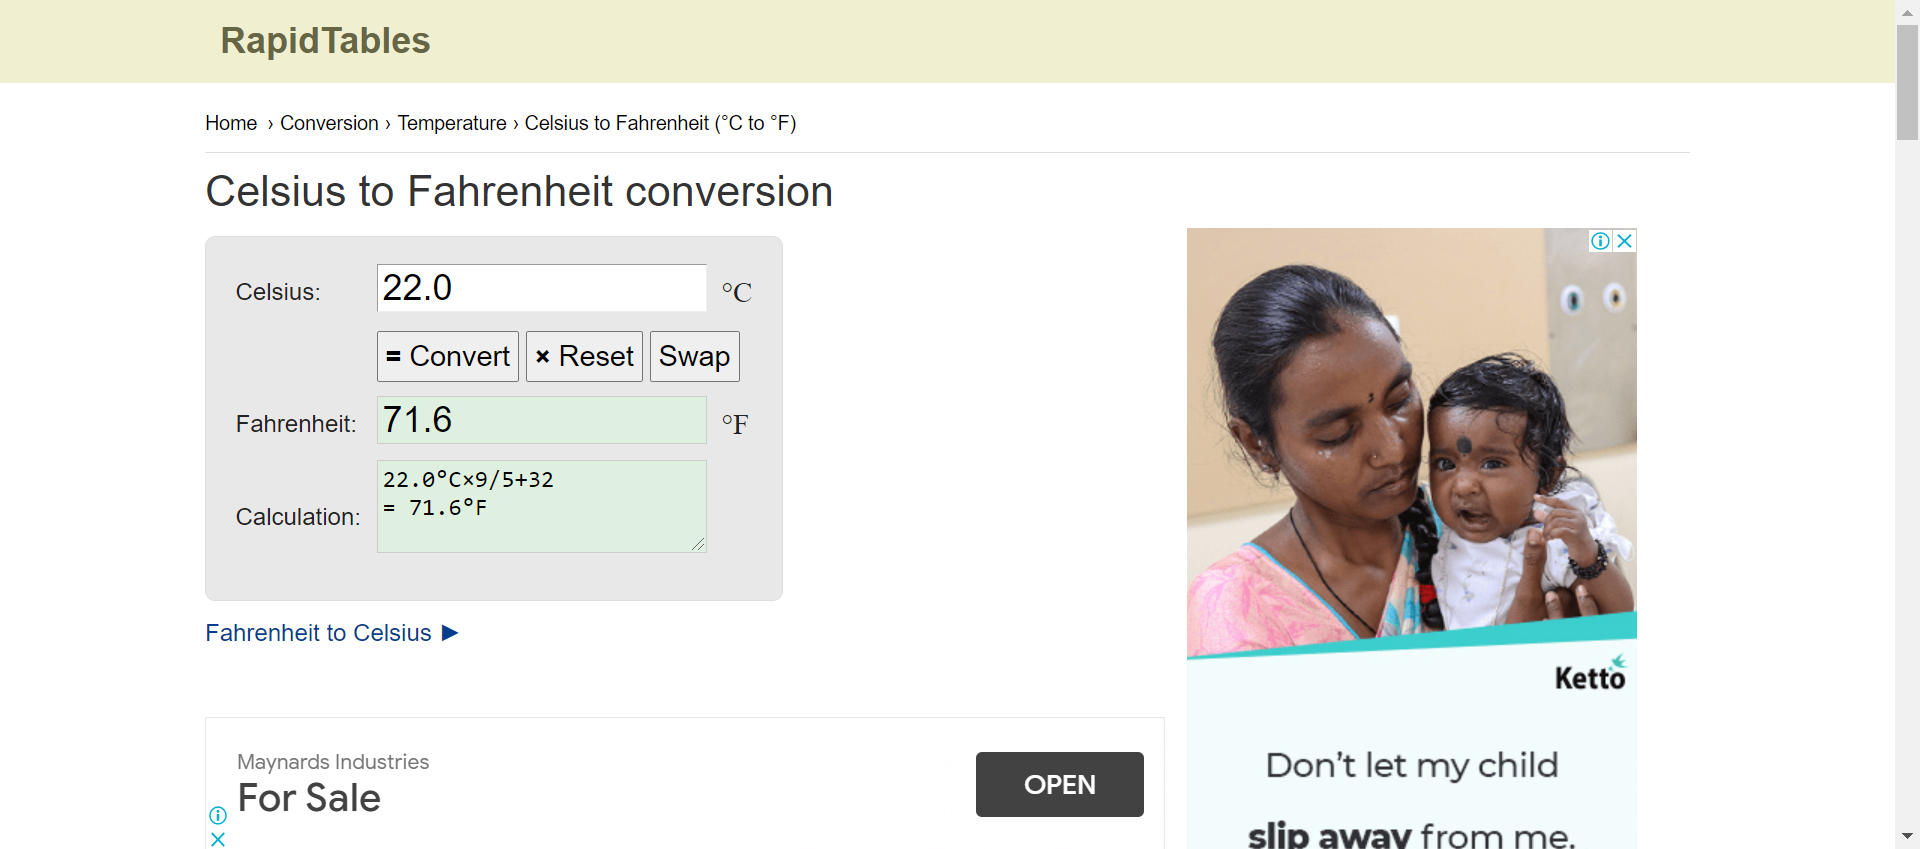 RapidTables
Home › Conversion › Temperature › Celsius to Fahrenheit (°C to °F)
Celsius to Fahrenheit conversion
Celsius: 22.0 °C
= Convert × Reset Swap
Fahrenheit: 71.6 °F
Calculation: 22.0°C×9/5+32
= 71.6°F
Fahrenheit to Celsius ►
Maynards Industries
For Sale
OPEN
Ketto
Don't let my child
slip away from me.